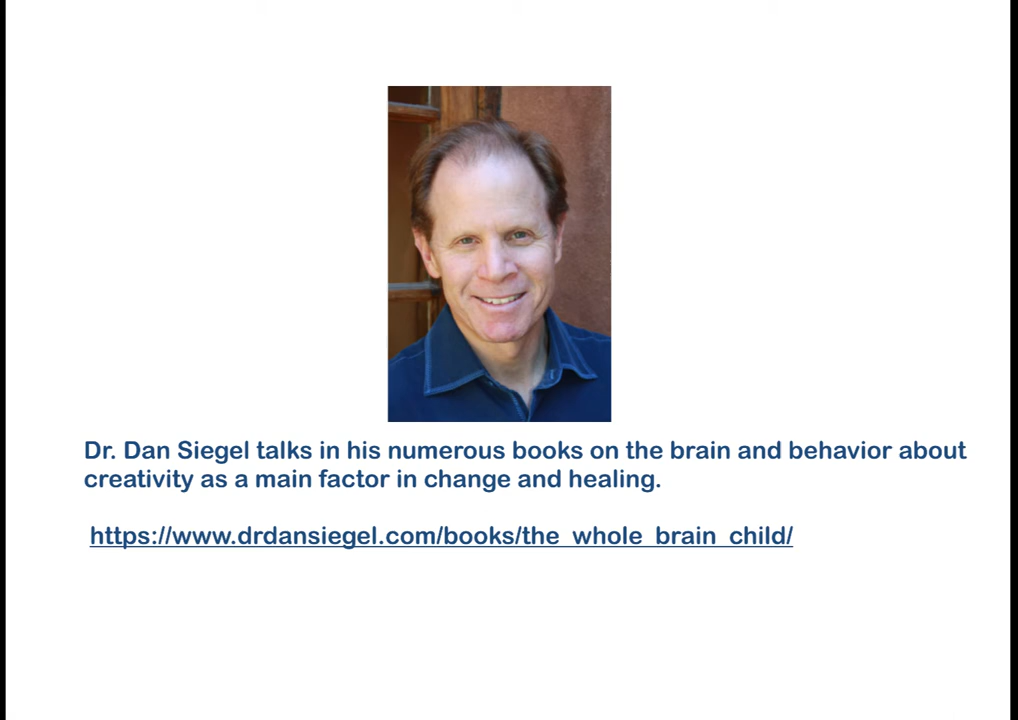 Dr. Dan Siegel talks in his numerous books on the brain and behavior about
creativity as a main factor in change and healing.
https://www.drdansiegel.com/books/the_whole_brain_child/